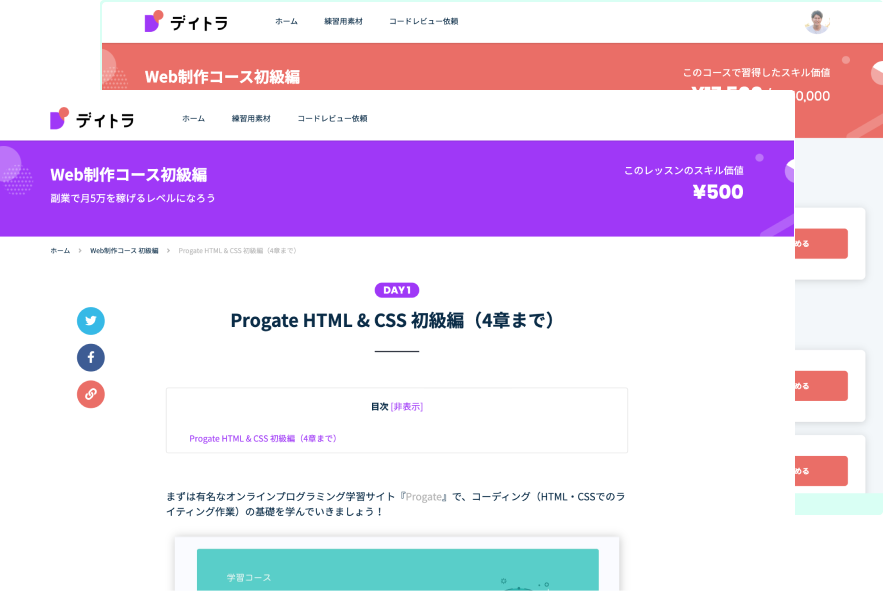 デイトラ ホーム 練習用素材 コードレビュー依頼
Web制作コース初級編
このコースで習得したスキル価値
デイトラ ホーム 練習用素材 コードレビュー依頼
Web制作コース初級編
副業で月5万を稼げるレベルになろう
このレッスンのスキル価値
¥500
ホーム > Web制作コース 初級編 > Progate HTML & CSS 初級編（4章まで）
DAY 1
Progate HTML & CSS 初級編（4章まで）
目次 [非表示]
Progate HTML & CSS 初級編（4章まで）
まずは有名なオンラインプログラミング学習サイト『Progate』で、コーディング（HTML・CSSでのラ
イティング作業）の基礎を学んでいきましょう！
学習コース
める
める
める